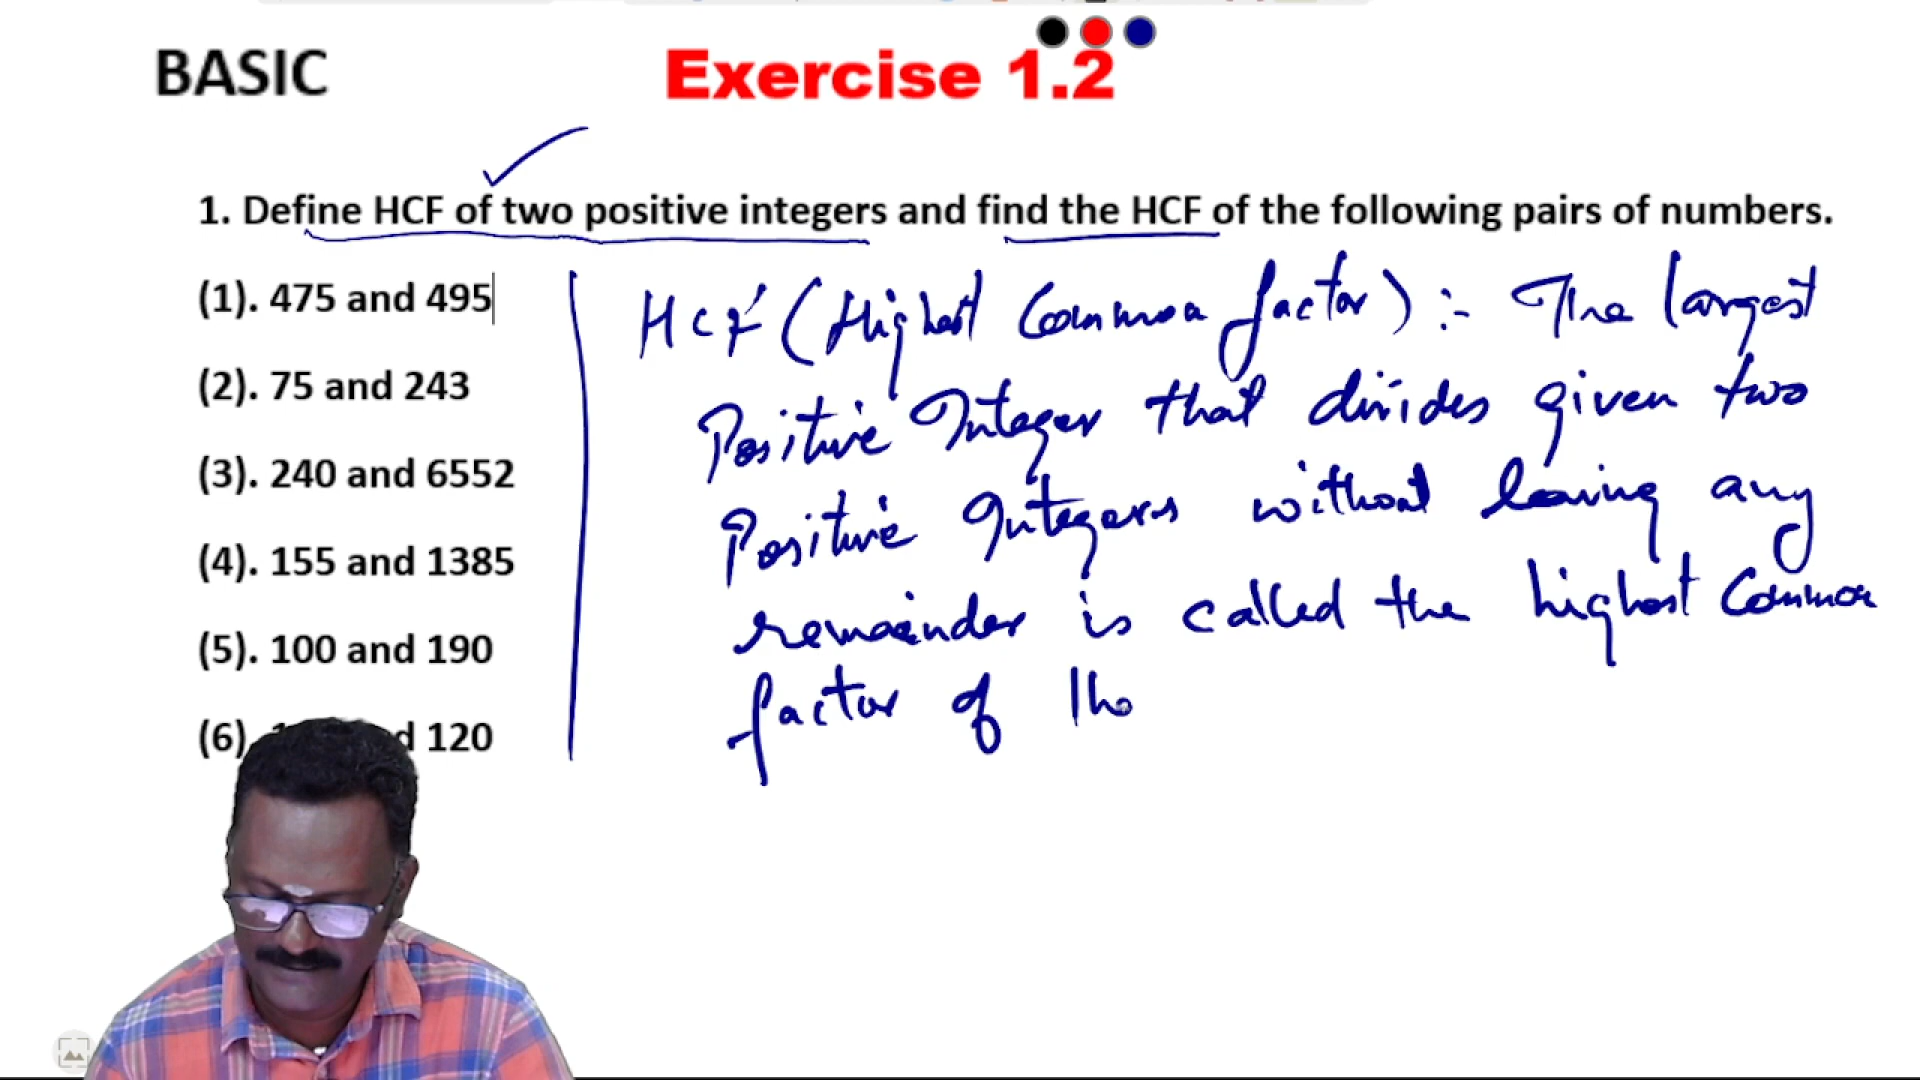 BASIC
Exercise 1.2
1. Define HCF of two positive integers and find the HCF of the following pairs of numbers.
(1). 475 and 495
(2). 75 and 243
(3). 240 and 6552
(4). 155 and 1385
(5). 100 and 190
(6). d 120
HCF (Highest Common factor) :- The largest
Positive Integer that divides given two
Positive Integers without leaving any
remainder is called the highest Common
factor of the